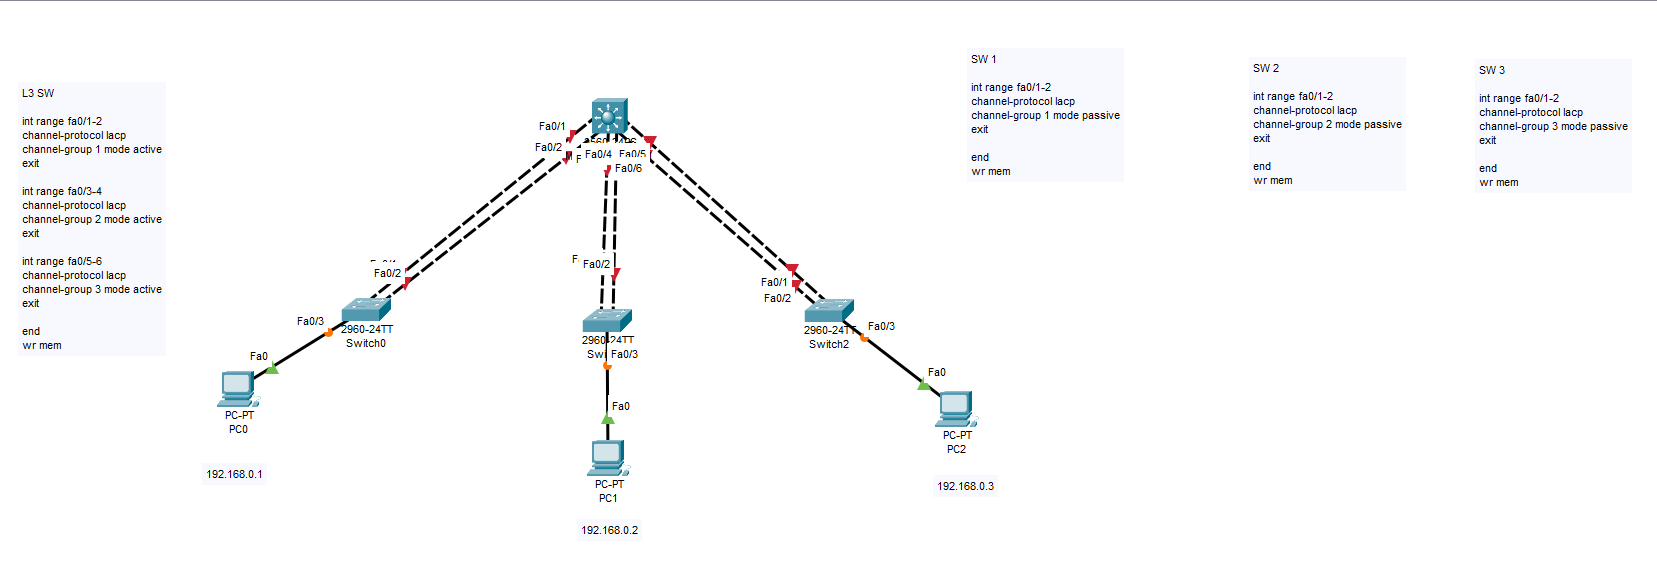 L3 SW
int range fa0/1-2
channel-protocol lacp
channel-group 1 mode active
exit
int range fa0/3-4
channel-protocol lacp
channel-group 2 mode active
exit
int range fa0/5-6
channel-protocol lacp
channel-group 3 mode active
exit
end
wr mem
SW 1
int range fa0/1-2
channel-protocol lacp
channel-group 1 mode passive
exit
end
wr mem
SW 2
int range fa0/1-2
channel-protocol lacp
channel-group 2 mode passive
exit
end
wr mem
SW 3
int range fa0/1-2
channel-protocol lacp
channel-group 3 mode passive
exit
end
wr mem
Fa0/1
Fa0/2
F
Fa0/4
Fa0/5
Fa0/6
Fa0/2
Fa0/3
2960-24TT
Switch0
Fa0
PC-PT
PC0
192.168.0.1
F
Fa0/2
2960-24TT
Swi
Fa0/3
Fa0
PC-PT
PC1
192.168.0.2
Fa0/1
Fa0/2
2960-24TT
Switch2
Fa0/3
Fa0
PC-PT
PC2
192.168.0.3